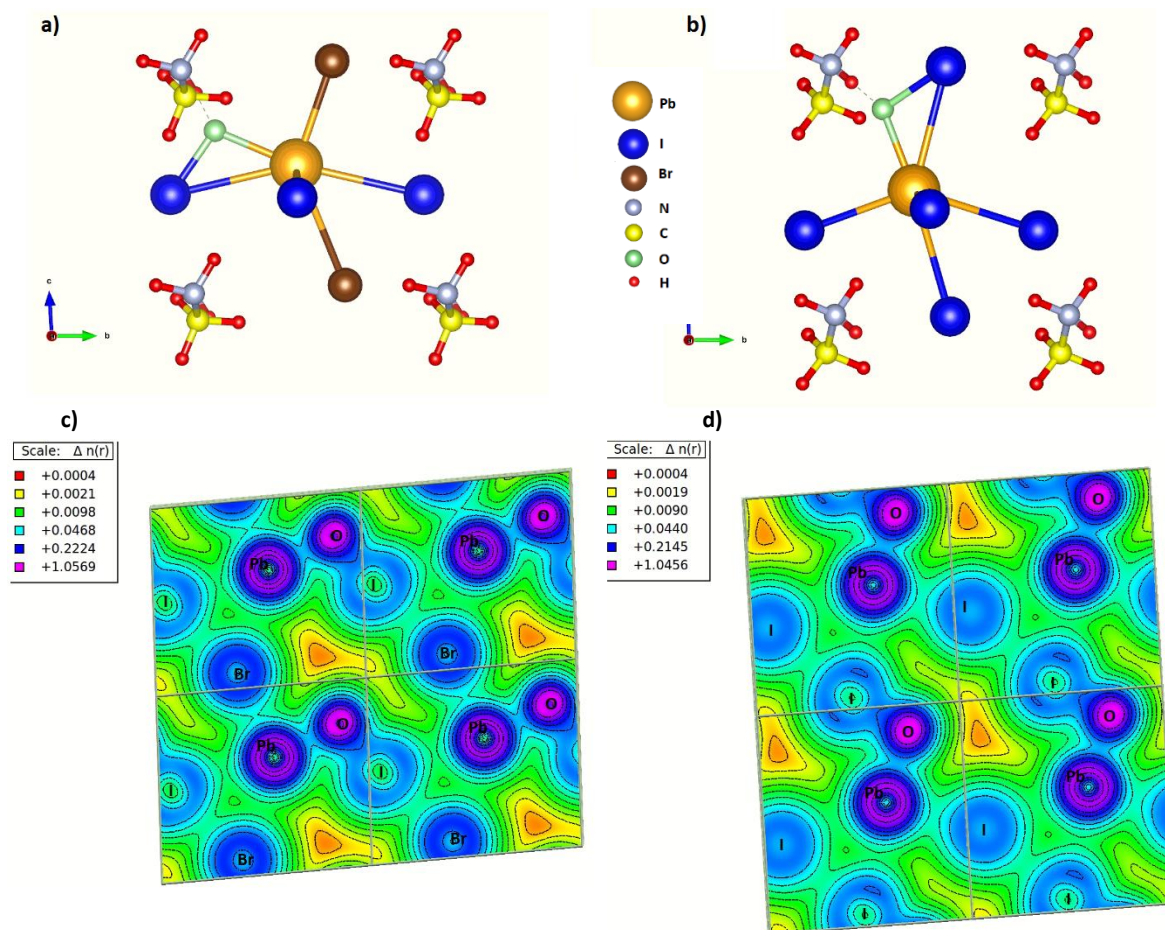 a)
b)
Pb
I
Br
N
C
O
H
c
b
b
c)
d)
Scale: Δ n(r)
+0.0004
+0.0021
+0.0098
+0.0468
+0.2224
+1.0569
Scale: Δ n(r)
+0.0004
+0.0019
+0.0090
+0.0440
+0.2145
+1.0456
O
O
Pb
Pb
I
I
Br
Br
O
O
Pb
Pb
I
I
Br
Br
O
O
Pb
Pb
I
I
I
I
O
O
Pb
Pb
I
I
I
I